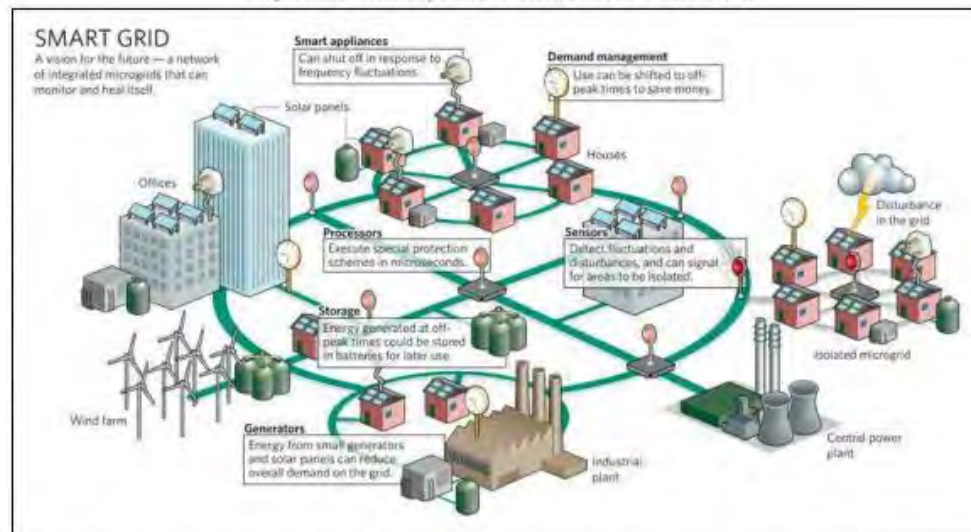 SMART GRID
A vision for the future — a network
of integrated microgrids that can
monitor and heal itself.
Smart appliances
Can shut off in response to
frequency fluctuations.
Demand management
Use can be shifted to off-
peak times to save money.
Solar panels
Houses
Offices
Disturbance
in the grid
Processors
Execute special protection
schemes in microseconds.
Sensors
Detect fluctuations and
disturbances, and can signal
for areas to be isolated.
Storage
Energy generated at off-
peak times could be stored
in batteries for later use.
Isolated microgrid
Wind farm
Generators
Energy from small generators
and solar panels can reduce
overall demand on the grid.
Industrial
plant
Central power
plant